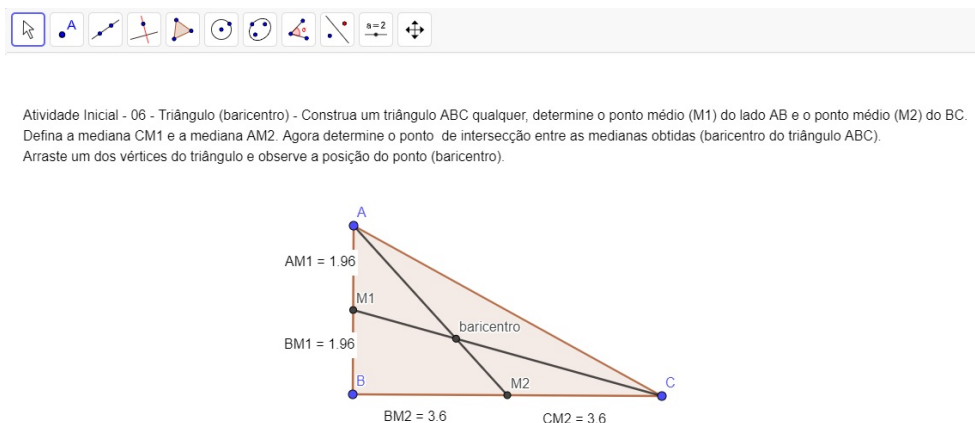 A
a=2
Atividade Inicial - 06 - Triângulo (baricentro) - Construa um triângulo ABC qualquer, determine o ponto médio (M1) do lado AB e o ponto médio (M2) do BC.
Defina a mediana CM1 e a mediana AM2. Agora determine o ponto  de intersecção entre as medianas obtidas (baricentro do triângulo ABC).
Arraste um dos vértices do triângulo e observe a posição do ponto (baricentro).
A
AM1 = 1.96
M1
baricentro
BM1 = 1.96
B
M2
C
BM2 = 3.6
CM2 = 3.6